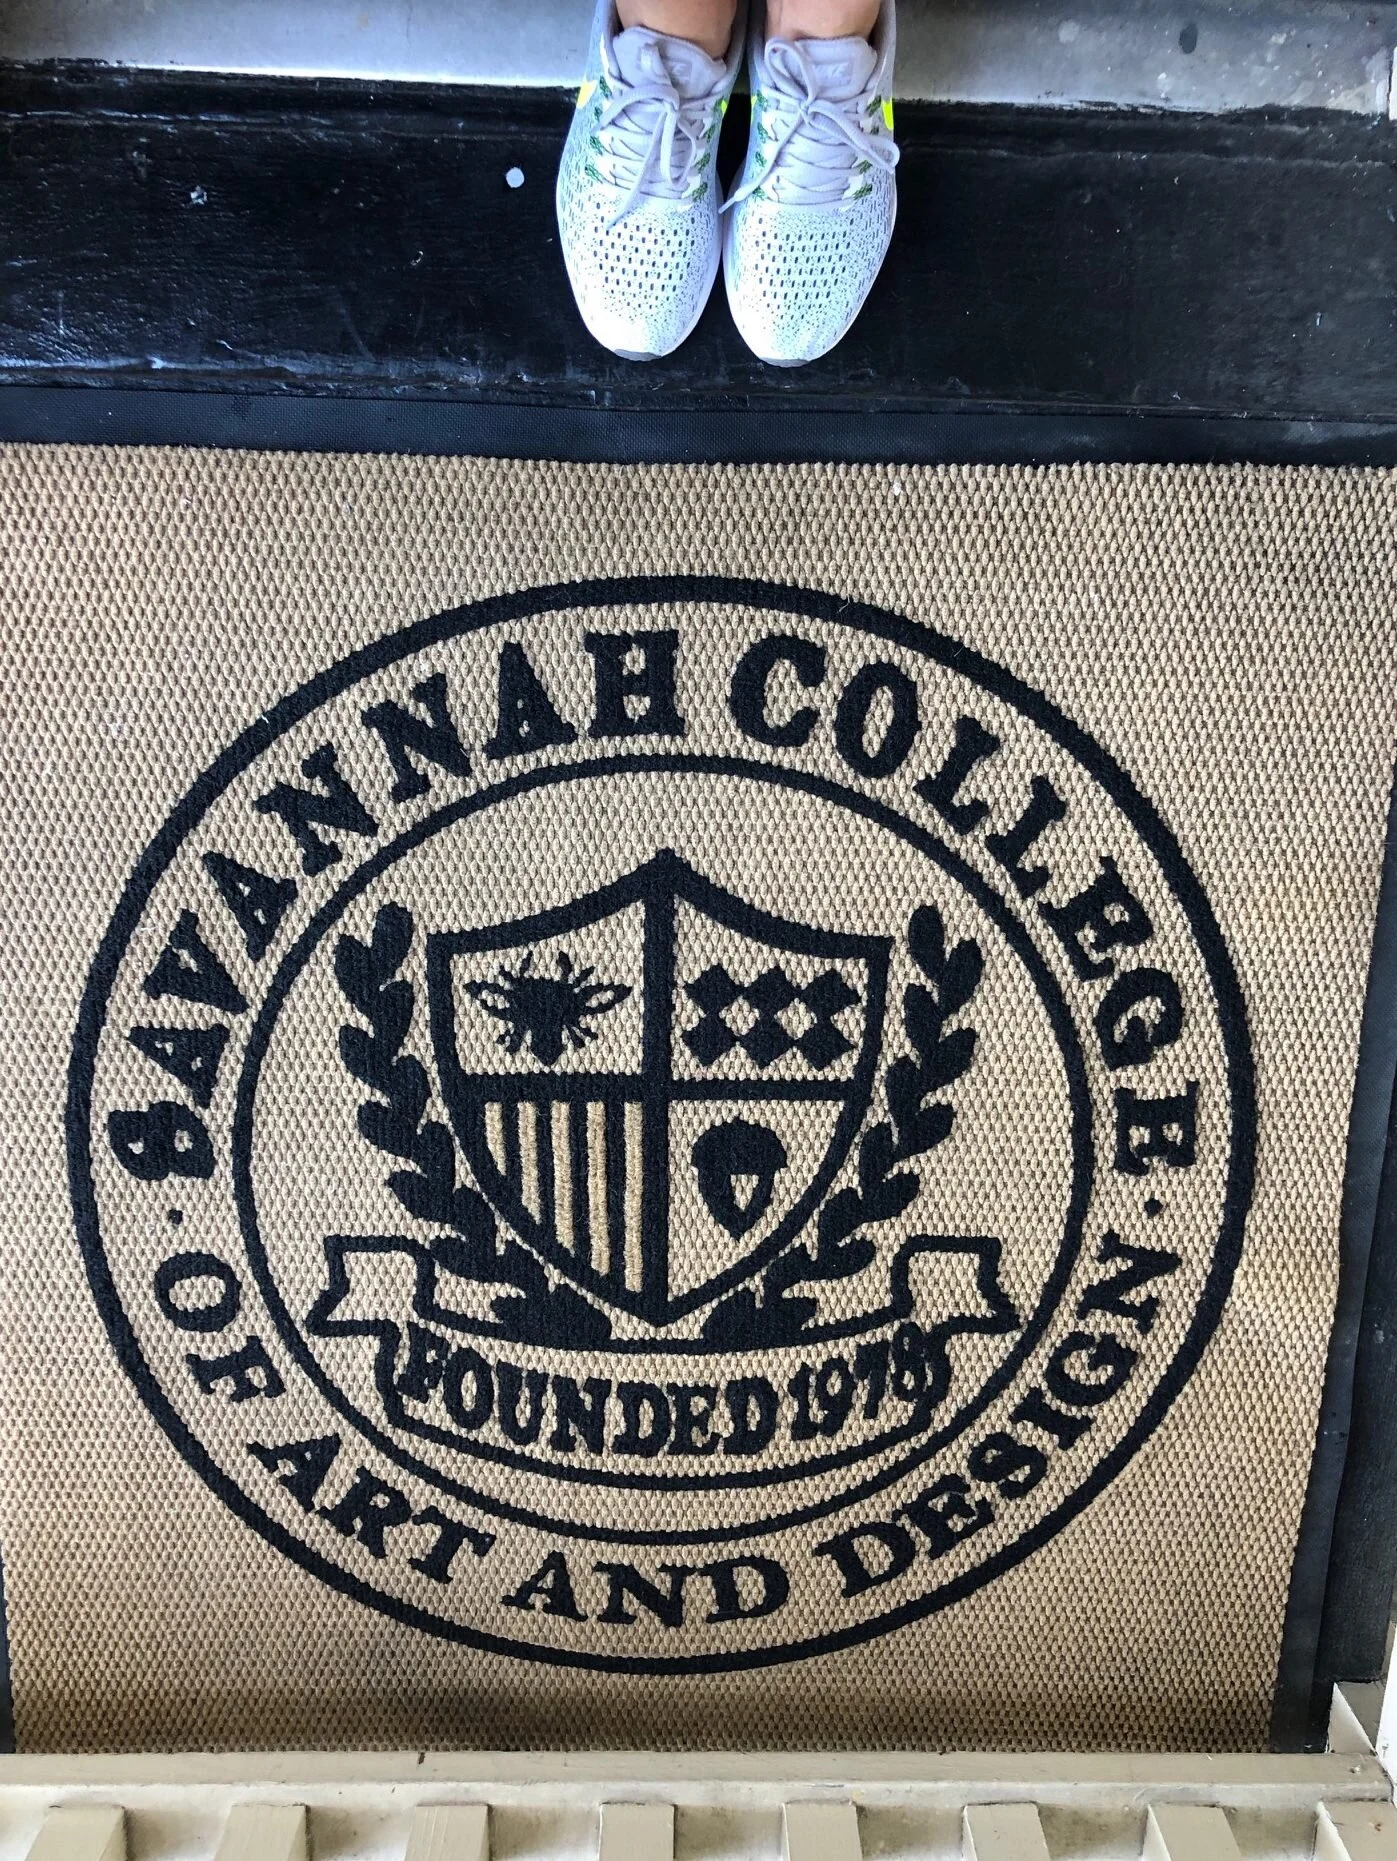 SAVANNAH COLLEGE
· OF ART AND DESIGN ·
FOUNDED 1978